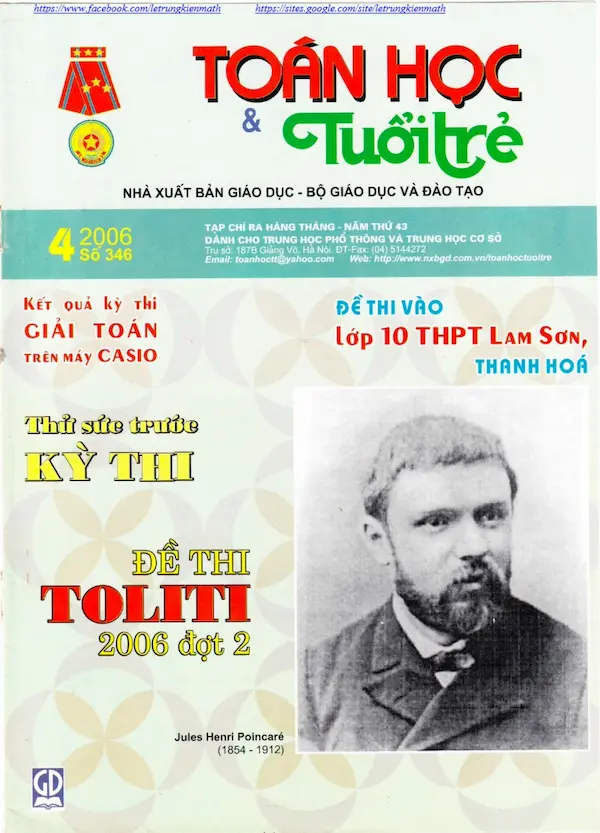 https://www.facebook.com/letrungkienmath https://sites.google.com/site/letrungkienmath
TOÁN HỌC
& Tuổi trẻ
NHÀ XUẤT BẢN GIÁO DỤC - BỘ GIÁO DỤC VÀ ĐÀO TẠO
4 2006
Số 346
TẠP CHÍ RA HÀNG THÁNG - NĂM THỨ 43
DÀNH CHO TRUNG HỌC PHỔ THÔNG VÀ TRUNG HỌC CƠ SỞ
Trụ sở: 187B Giảng Võ, Hà Nội. ĐT-Fax: (04) 5144272
Email: toanhoctt@yahoo.com Web: http://www.nxbgd.com.vn/toanhoctuoitre
KẾT QUẢ KỲ THI
GIẢI TOÁN
TRÊN MÁY CASIO
ĐỀ THI VÀO
Lớp 10 THPT LAM SƠN,
THANH HOÁ
Thử sức trước
KỲ THI
ĐỀ THI
TOLITI
2006 đợt 2
Jules Henri Poincaré
(1854 - 1912)
GD